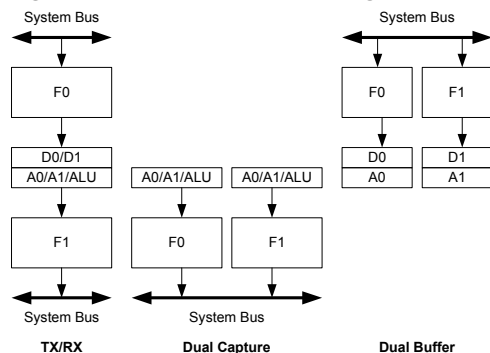 System Bus
System Bus
F0
F0
F1
D0/D1
A0/A1/ALU
A0/A1/ALU
A0/A1/ALU
D0
A0
D1
A1
F1
F0
F1
System Bus
System Bus
TX/RX
Dual Capture
Dual Buffer